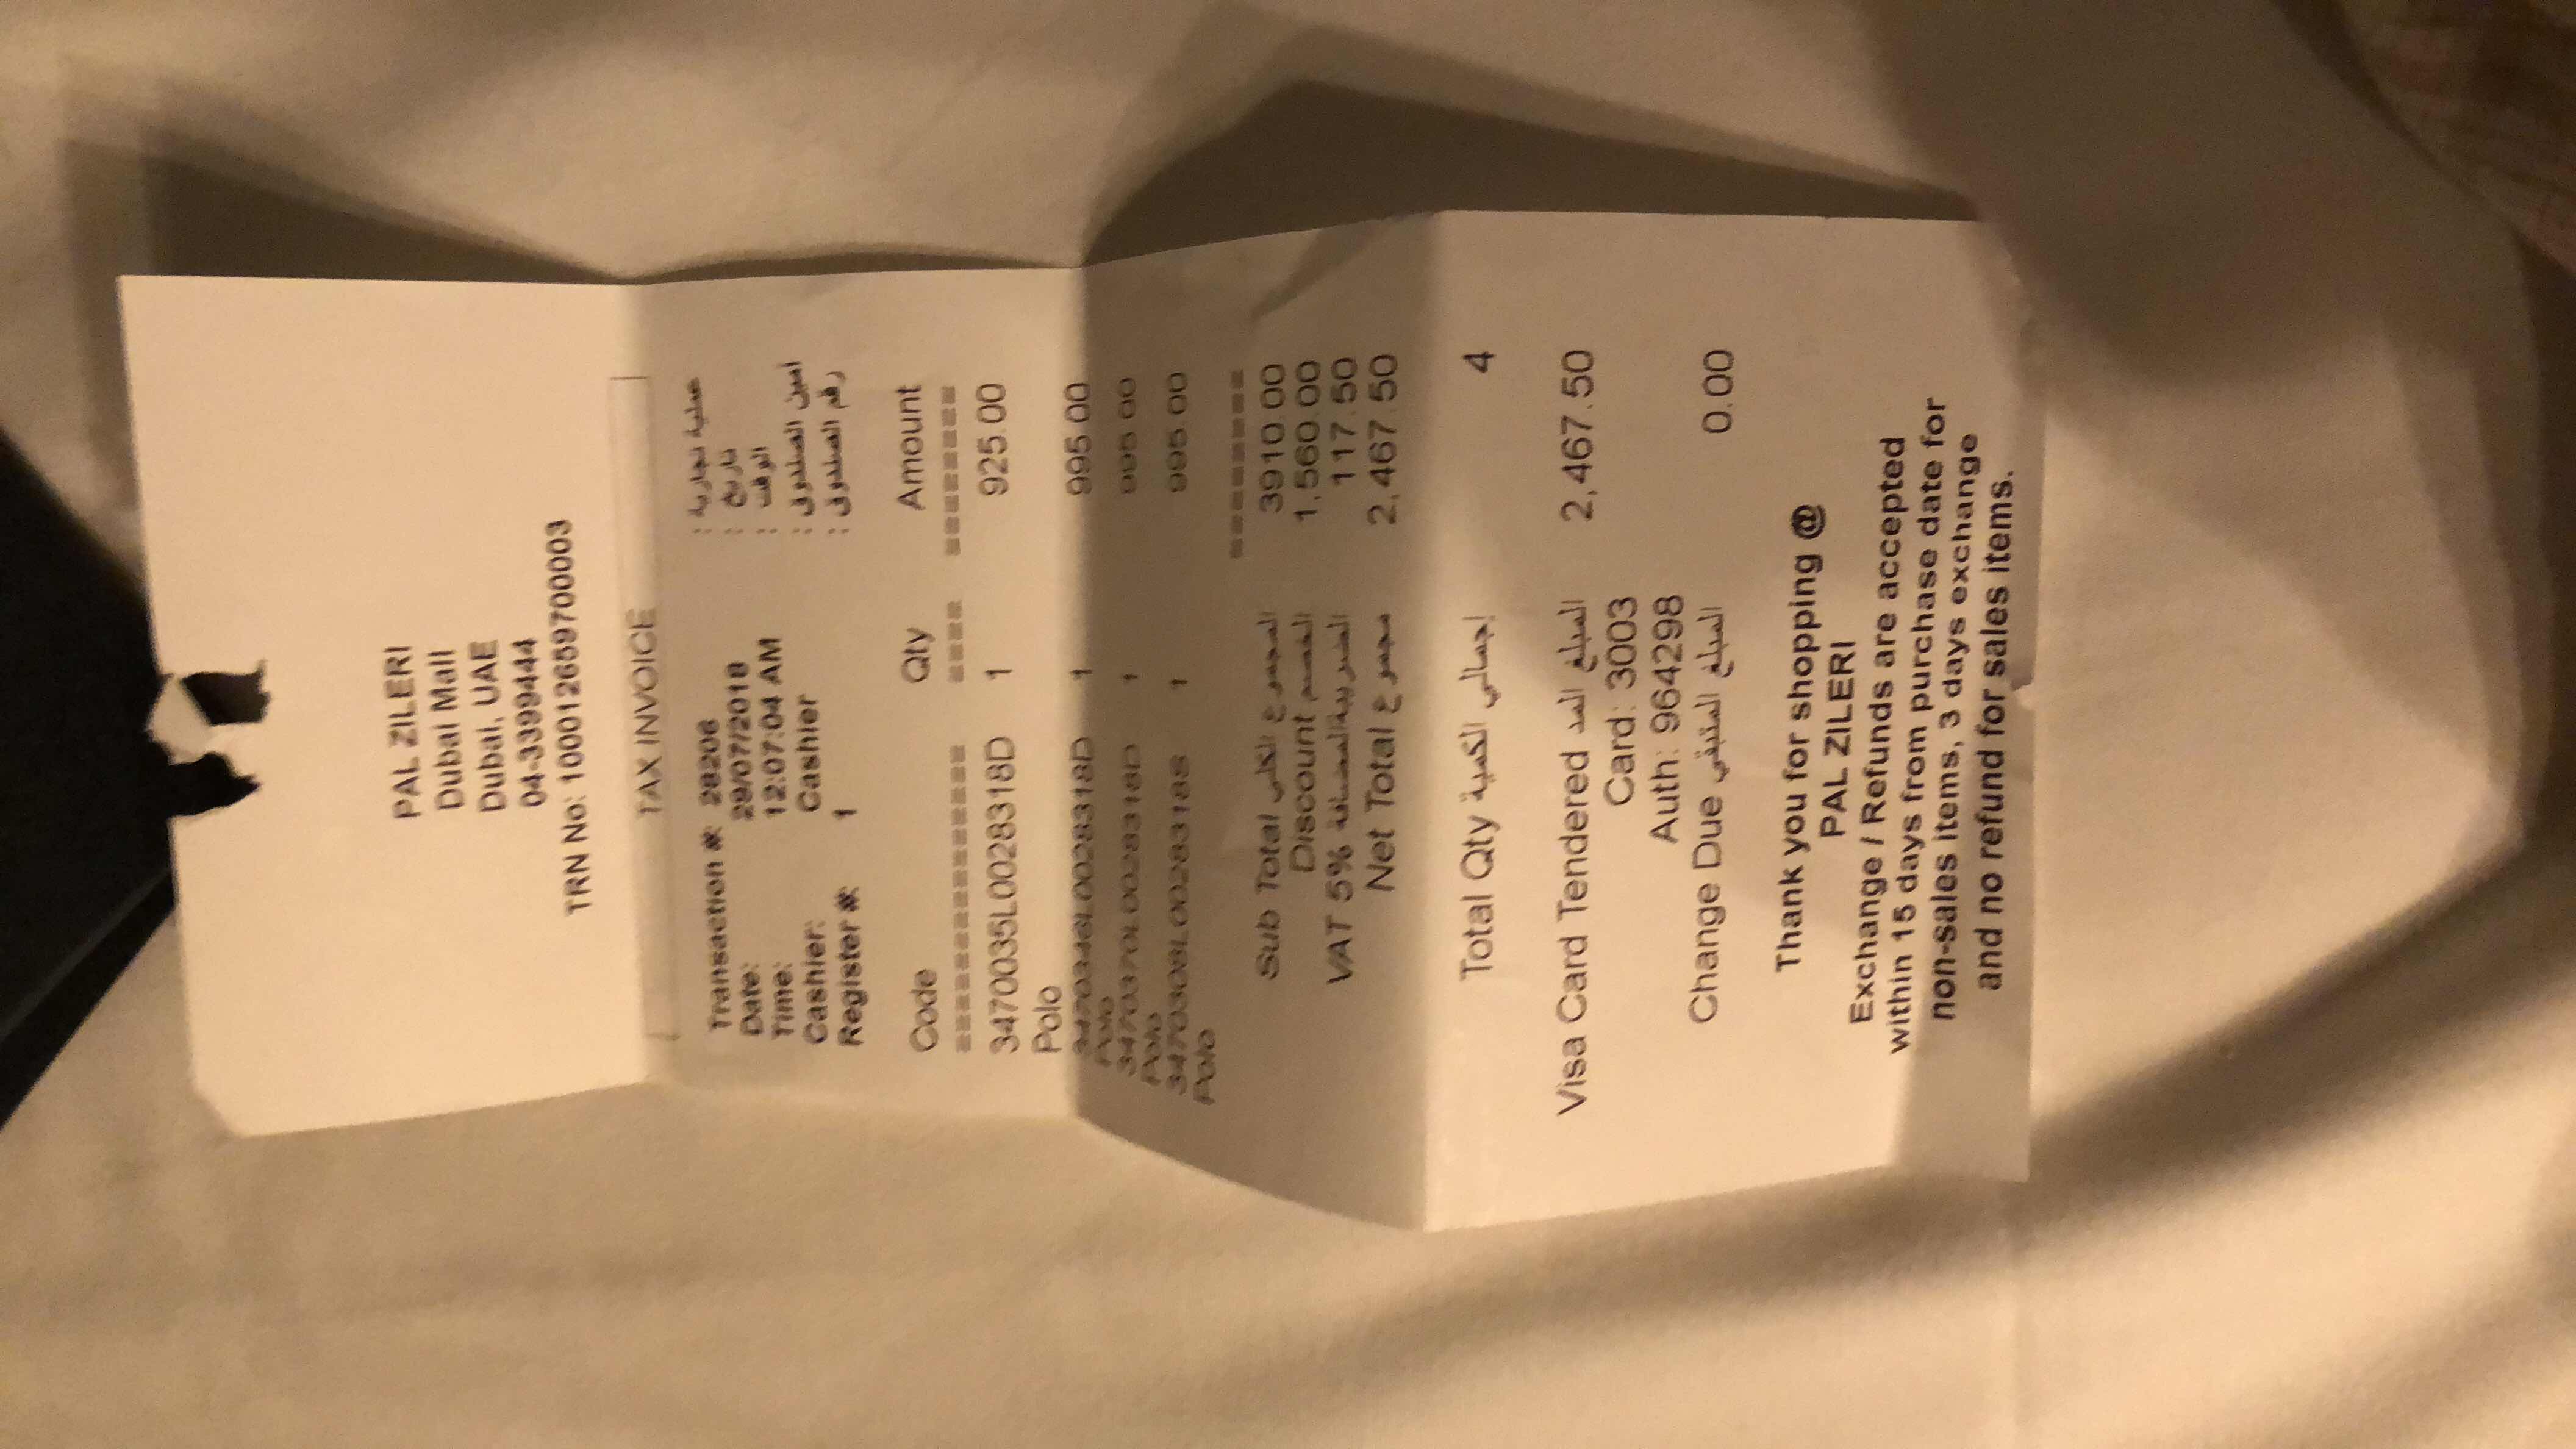 PAL ZILERI
Dubai Mall
Dubai, UAE
04-3399444
TRN No: 100012659700003
TAX INVOICE
Transaction #: 28206 عملية تجارية :
Date: 29/07/2018 تاريخ :
Time: 12:07:04 AM الوقت :
Cashier: Cashier أمين الصندوق :
Register #: 1 رقم الصندوق :
Code Qty Amount
=============== ==== ========
3470035L0028318D 1 925.00
Polo
3470346L0028318D 1 995.00
Polo
3470370L0028318D 1 995.00
Polo
3470308L0028318S 1 995.00
Polo
=========
Sub Total المجموع الكلي 3910.00
Discount الخصم 1,560.00
VAT 5% الضريبةالمضافة 117.50
Net Total مجموع 2,467.50
Total Qty إجمالي الكمية 4
Visa Card Tendered المبلغ المد 2,467.50
Card: 3003
Auth: 964298
Change Due المبلغ المتبقي 0.00
Thank you for shopping @
PAL ZILERI
Exchange / Refunds are accepted
within 15 days from purchase date for
non-sales items, 3 days exchange
and no refund for sales items.